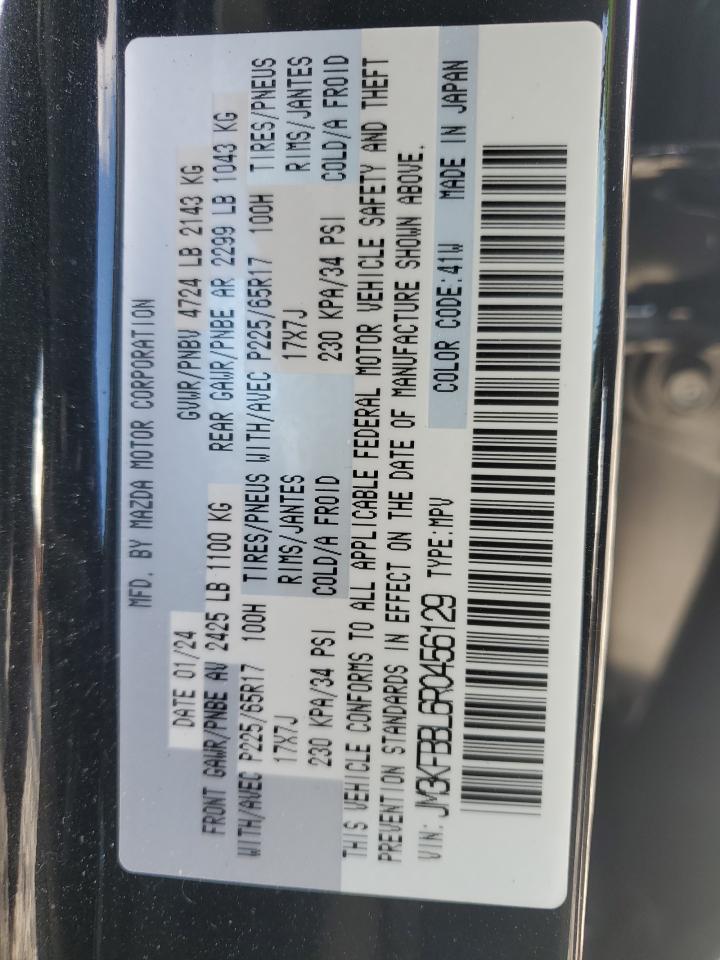 MFD. BY MAZDA MOTOR CORPORATION
DATE 01/24 GVWR/PNBV 4724 LB 2143 KG
FRONT GAWR/PNBE AV 2425 LB 1100 KG REAR GAWR/PNBE AR 2299 LB 1043 KG
WITH/AVEC P225/65R17 100H TIRES/PNEUS WITH/AVEC P225/65R17 100H TIRES/PNEUS
17X7J RIMS/JANTES 17X7J RIMS/JANTES
230 KPA/34 PSI COLD/A FROID 230 KPA/34 PSI COLD/A FROID
THIS VEHICLE CONFORMS TO ALL APPLICABLE FEDERAL MOTOR VEHICLE SAFETY AND THEFT
PREVENTION STANDARDS IN EFFECT ON THE DATE OF MANUFACTURE SHOWN ABOVE.
VIN: JM3KFBBL6R0456129 TYPE:MPV COLOR CODE:41W MADE IN JAPAN